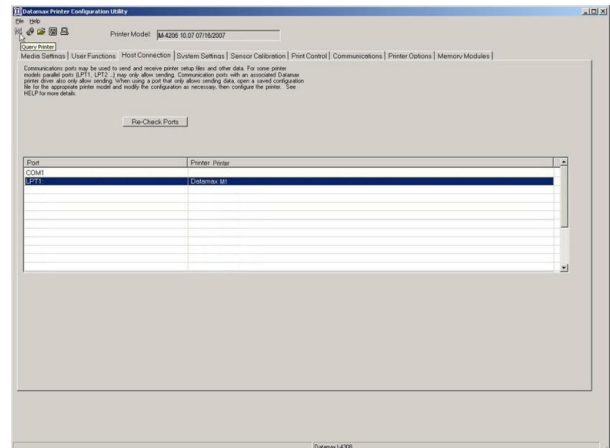 Datamax Printer Configuration Utility
File Help
Printer Model: M-4206 10.07 07/16/2007
Query Printer
Media Settings User Functions Host Connection System Settings Sensor Calibration Print Control Communications Printer Options Memory Modules
Communications ports may be used to send and receive printer setup files and other data. For some printer
models parallel ports (LPT1, LPT2 ...) may only allow sending. Communication ports with an associated Datamax
printer driver also only allow sending. When using a port that only allows sending data, open a saved configuration
file for the appropriate printer model and modify the configuration as necessary, then configure the printer. See
HELP for more details.
Re-Check Ports
Port Printer Printer
COM1
LPT1: Datamax M!
Datamax I-4308